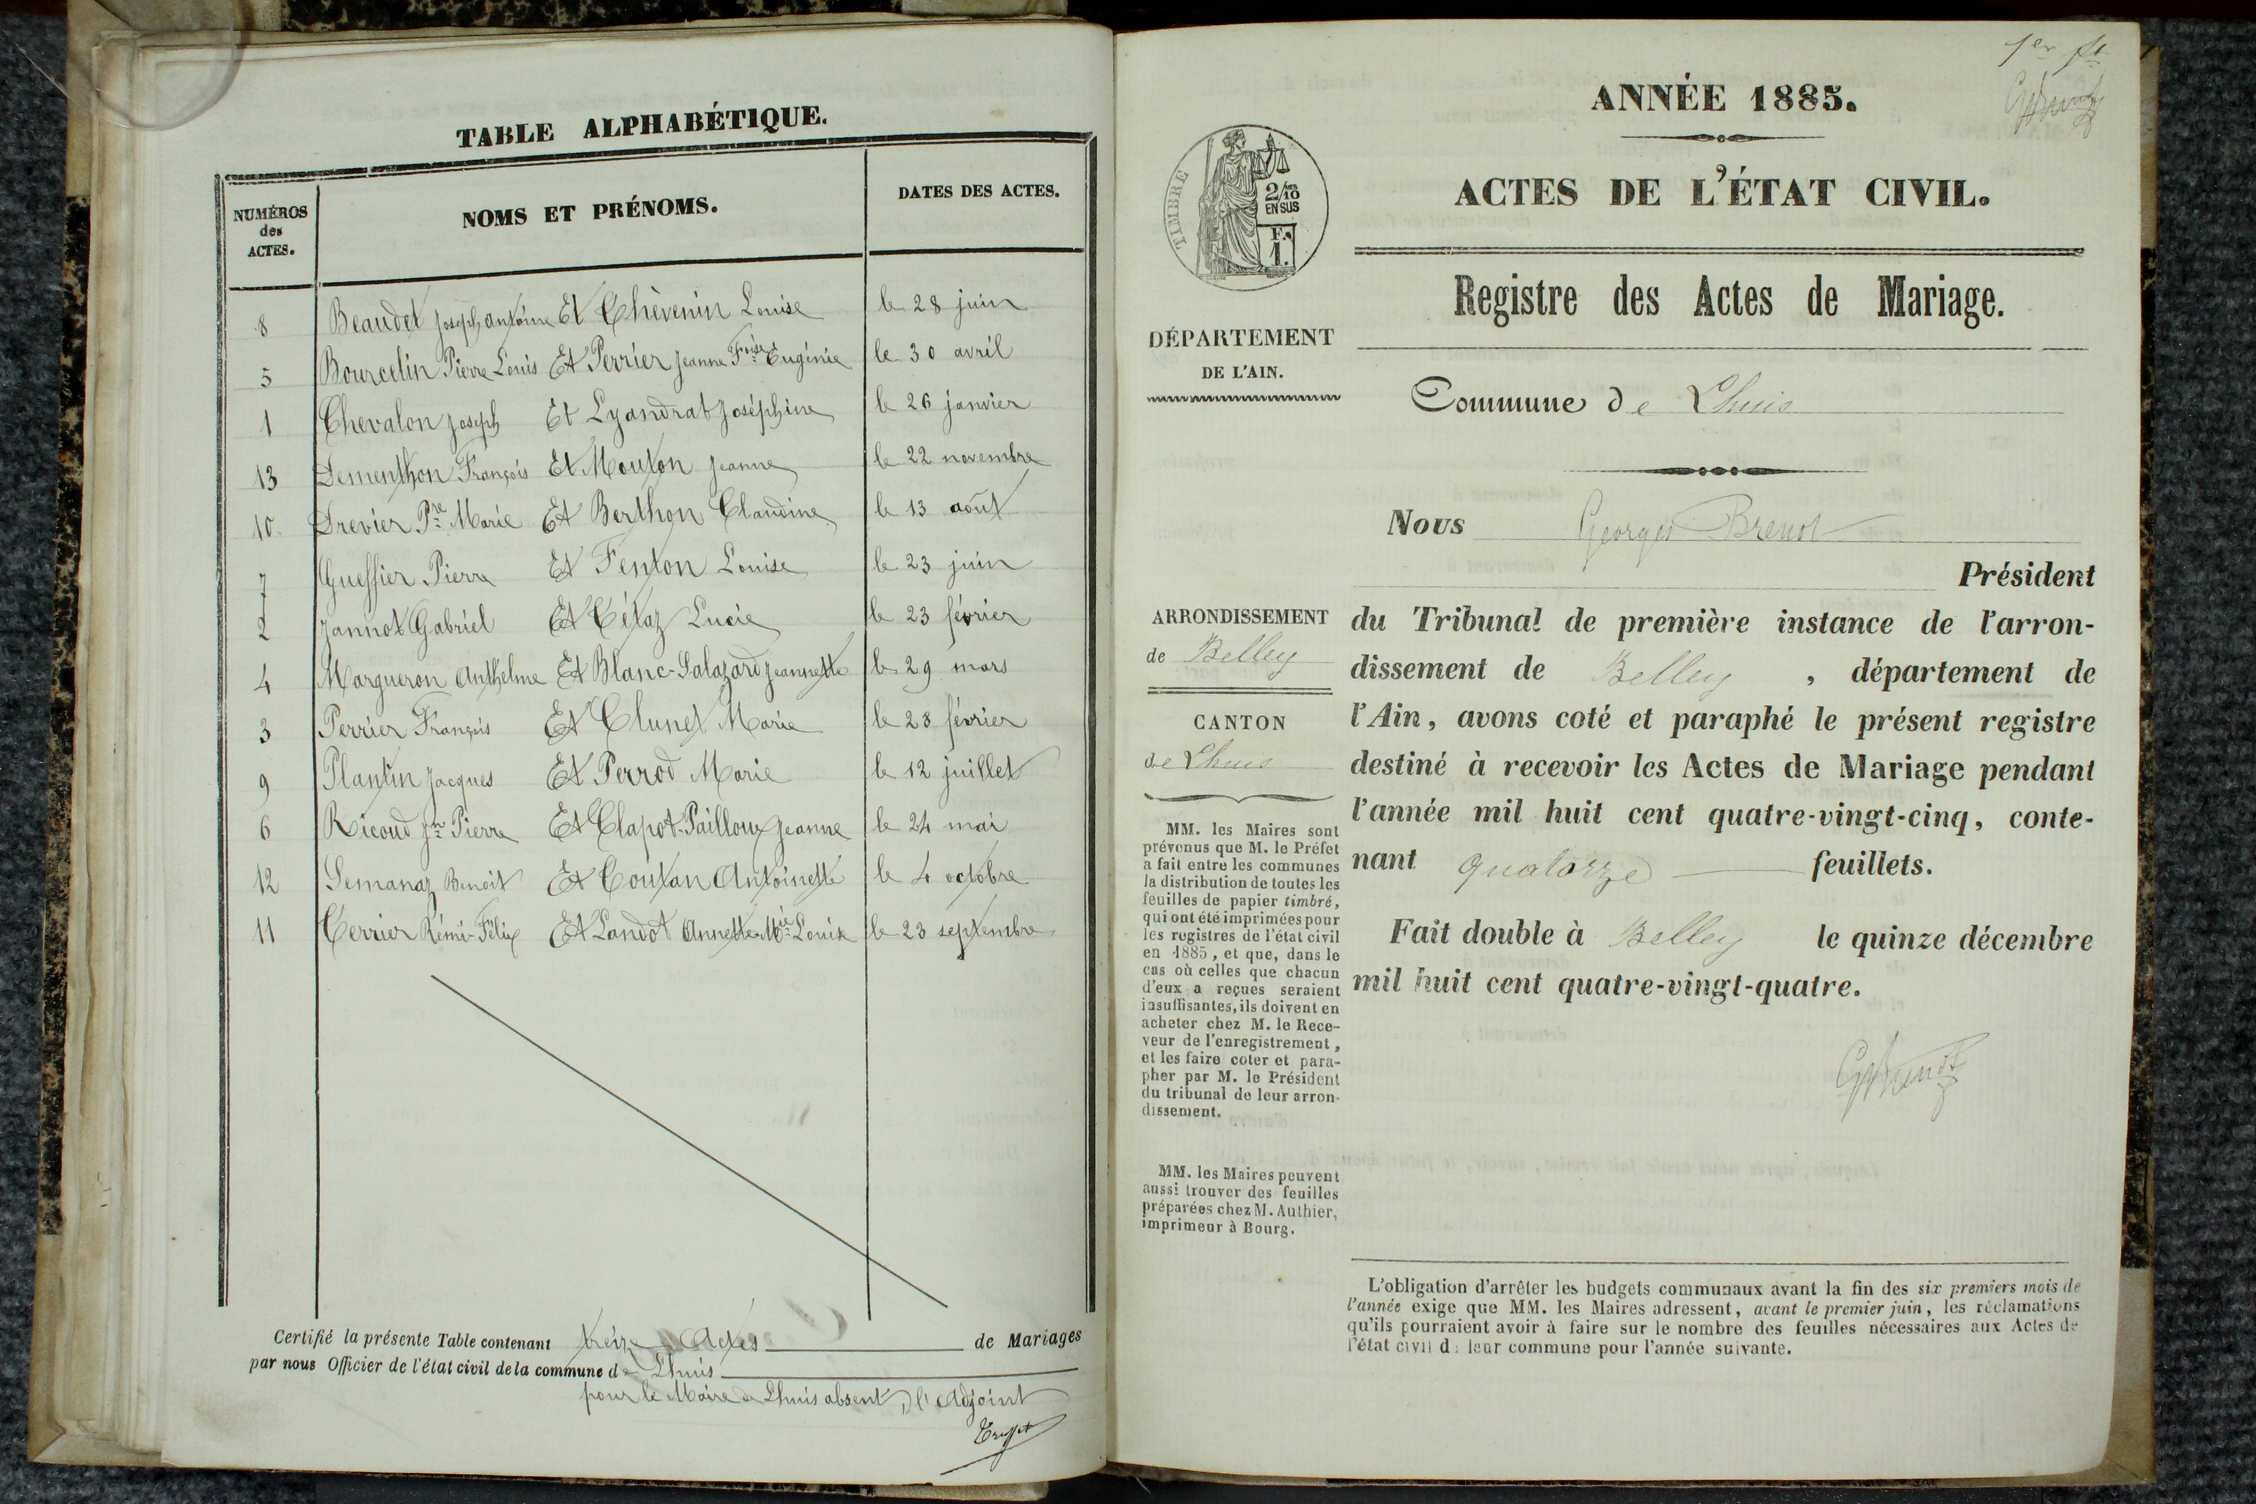 TABLE ALPHABÉTIQUE.
NUMÉROS des ACTES.
NOMS ET PRÉNOMS.
DATES DES ACTES.
8 Beaudet Joseph Antoine Et Chèvenin Louise le 28 juin
5 Bourcelin Pierre Louis Et Perrier Jeanne Fçoise Eugénie le 30 avril
1 Chevalon Joseph Et Lyandrat Joséphine le 26 janvier
13 Dementhon François Et Mouton Jeanne le 22 novembre
10 Drevier Pre Marie Et Berthon Claudine le 13 août
7 Gueffier Pierre Et Fenton Louise le 23 juin
2 Jannot Gabriel Et Cétaz Lucie le 23 février
4 Margueron Anthelme Et Blanc-Salazard Jeannette le 29 mars
3 Perrier François Et Clunet Marie le 28 février
9 Plantin Jacques Et Perrod Marie le 12 juillet
6 Ricoud Jn Pierre Et Clapot-Pailloux Jeanne le 24 mai
12 Semanaz Benoit Et Coutan Antoinette le 4 octobre
11 Cerrier Rémi-Félix Et Landot Annette Mie Louise le 23 septembre
Certifié la présente Table contenant treize Actes de Mariages
par nous Officier de l'état civil de la commune de Lhuis
pour le Maire de Lhuis absent, l'Adjoint
1er ft
ANNÉE 1885.
ACTES DE L'ÉTAT CIVIL.
TIMBRE
2/10 EN SUS
F. 1.
Registre des Actes de Mariage.
DÉPARTEMENT
DE L'AIN.
Commune de Lhuis
Nous Georges Brenot
Président
ARRONDISSEMENT
de Belley
CANTON
de Lhuis
du Tribunal de première instance de l'arron-
dissement de Belley, département de
l'Ain, avons coté et paraphé le présent registre
destiné à recevoir les Actes de Mariage pendant
l'année mil huit cent quatre-vingt-cinq, conte-
nant quatorze feuillets.
Fait double à Belley le quinze décembre
mil huit cent quatre-vingt-quatre.
MM. les Maires sont
prévenus que M. le Préfet
a fait entre les communes
la distribution de toutes les
feuilles de papier timbré,
qui ont été imprimées pour
les registres de l'état civil
en 1885, et que, dans le
cas où celles que chacun
d'eux a reçues seraient
insuffisantes, ils doivent en
acheter chez M. le Rece-
veur de l'enregistrement,
et les faire coter et para-
pher par M. le Président
du tribunal de leur arron-
dissement.
MM. les Maires peuvent
aussi trouver des feuilles
préparées chez M. Authier,
imprimeur à Bourg.
L'obligation d'arrêter les budgets communaux avant la fin des six premiers mois de
l'année exige que MM. les Maires adressent, avant le premier juin, les réclamations
qu'ils pourraient avoir à faire sur le nombre des feuilles nécessaires aux Actes de
l'état civil de leur commune pour l'année suivante.